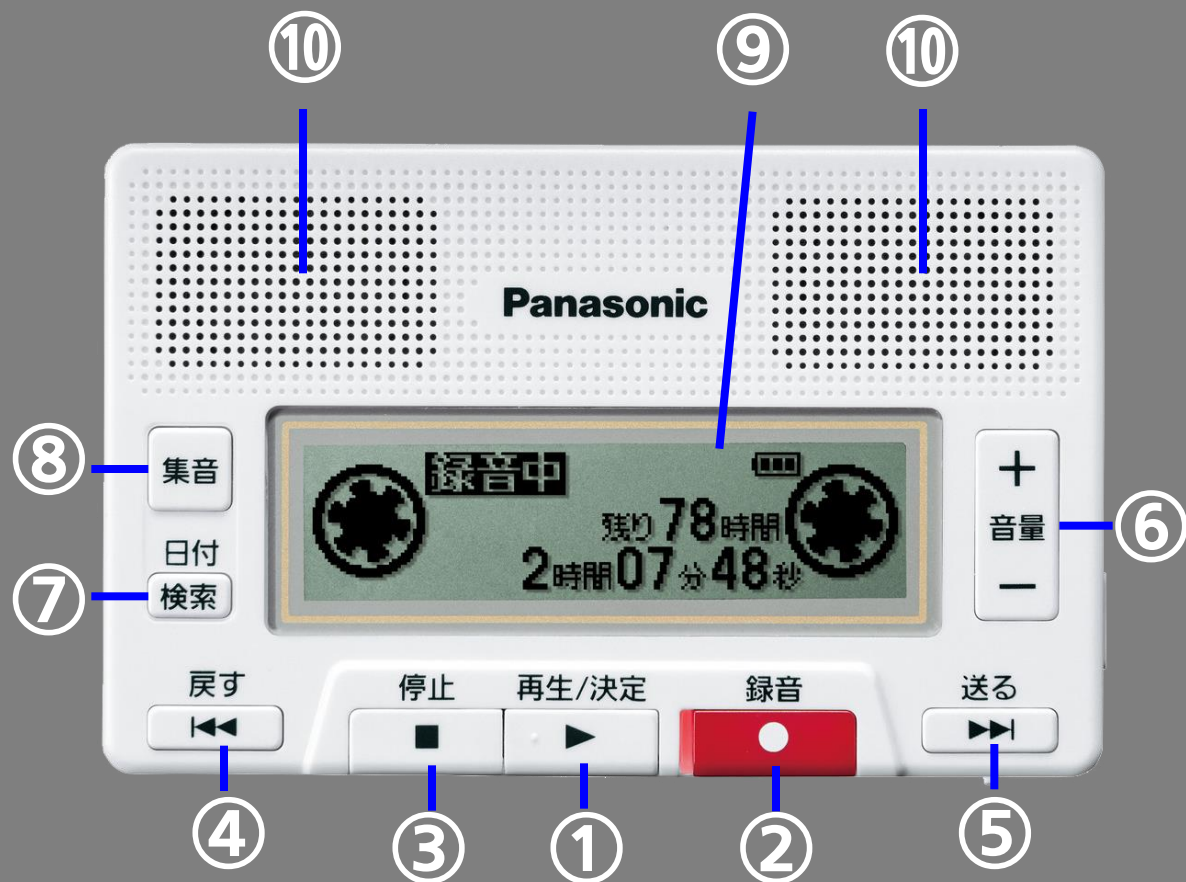 ⑩ ⑨ ⑩
Panasonic
⑧ 集音
録音中
残り78時間
2時間07分48秒
+
音量
−
⑥
日付
⑦ 検索
戻す
停止
再生/決定
録音
送る
④ ③ ① ② ⑤